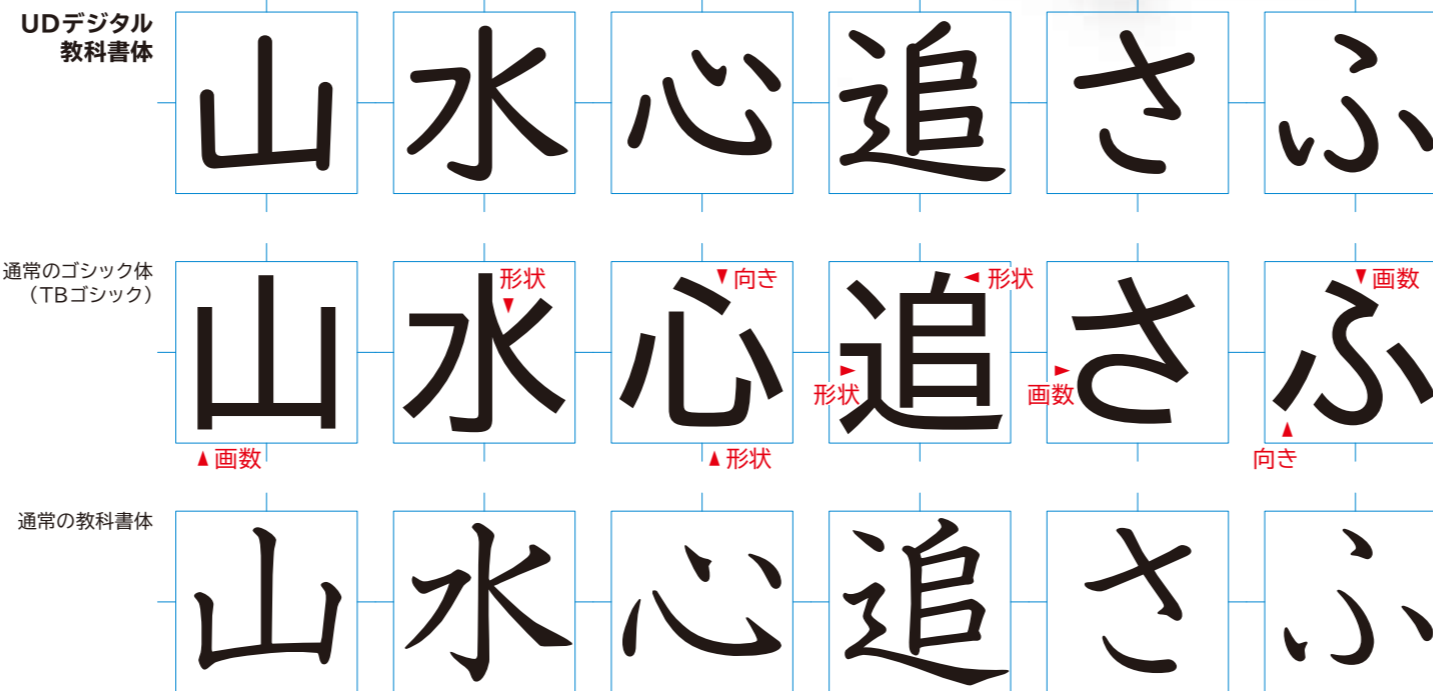 UDデジタル
教科書体
山 水 心 追 さ ふ
通常のゴシック体
（TBゴシック）
山 水 心 追 さ ふ
形状
向き
形状
画数
形状
画数
画数
形状
向き
通常の教科書体
山 水 心 追 さ ふ